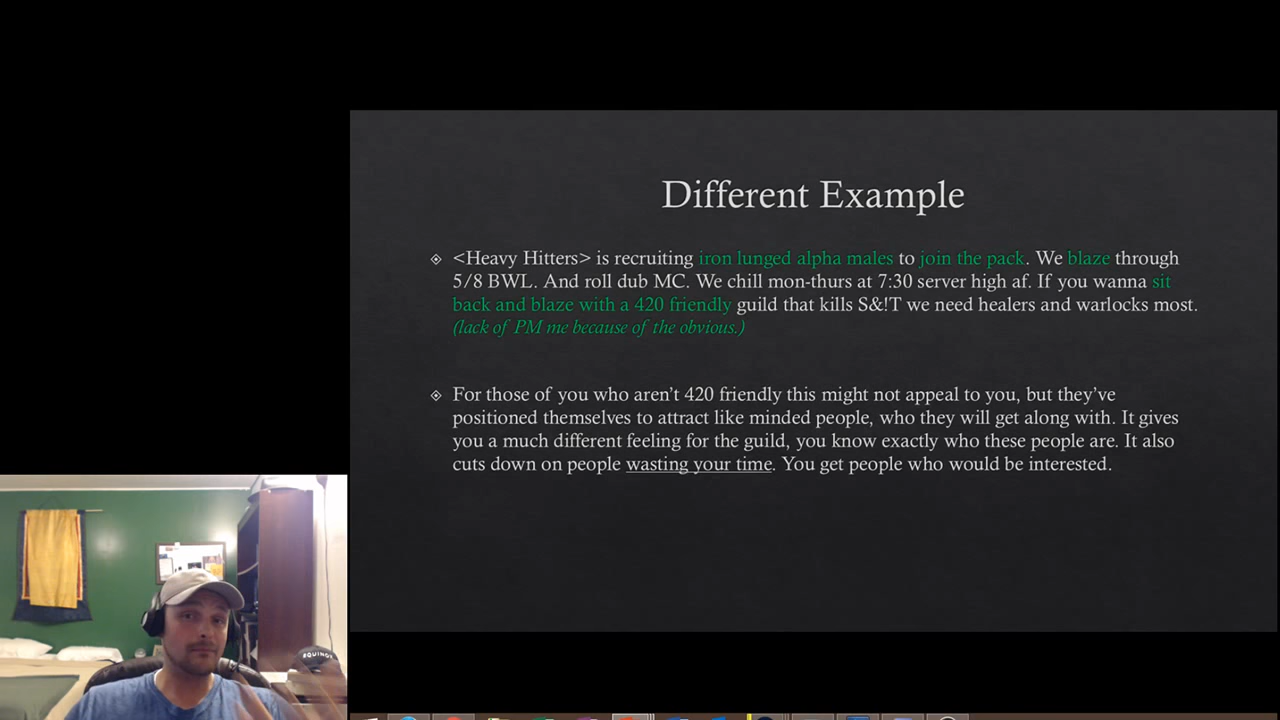 Different Example
<Heavy Hitters> is recruiting iron lunged alpha males to join the pack. We blaze through
5/8 BWL. And roll dub MC. We chill mon-thurs at 7:30 server high af. If you wanna sit
back and blaze with a 420 friendly guild that kills S&!T we need healers and warlocks most.
(lack of PM me because of the obvious.)
For those of you who aren't 420 friendly this might not appeal to you, but they've
positioned themselves to attract like minded people, who they will get along with. It gives
you a much different feeling for the guild, you know exactly who these people are. It also
cuts down on people wasting your time. You get people who would be interested.
EQUINOX